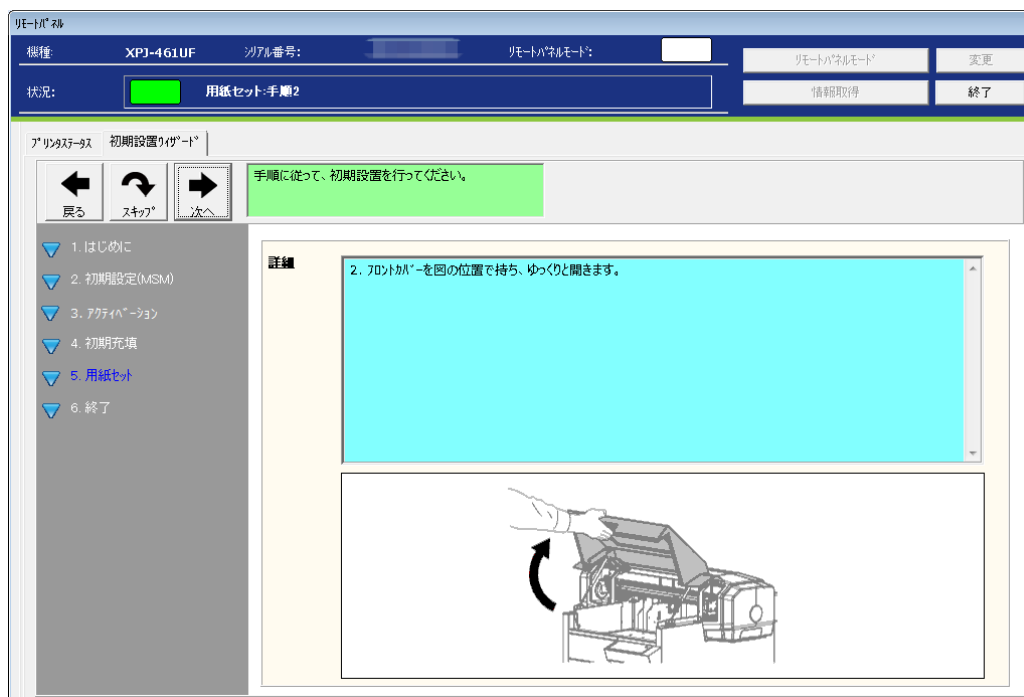 ﾘﾓｰﾄﾊﾟﾈﾙ
機種: XPJ-461UF ｼﾘｱﾙ番号: ﾘﾓｰﾄﾊﾟﾈﾙﾓｰﾄﾞ:
ﾘﾓｰﾄﾊﾟﾈﾙﾓｰﾄﾞ 変更
状況: 用紙ｾｯﾄ:手順2
情報取得 終了
ﾌﾟﾘﾝﾀｽﾃｰﾀｽ 初期設置ｳｨｻﾞｰﾄﾞ
手順に従って、初期設置を行ってください。
戻る ｽｷｯﾌﾟ 次へ
1. はじめに
2. 初期設定(MSM)
3. ｱｸﾃｨﾍﾞｰｼｮﾝ
4. 初期充填
5. 用紙ｾｯﾄ
6. 終了
詳細
2. ﾌﾛﾝﾄｶﾊﾞｰを図の位置で持ち、ゆっくりと開きます。